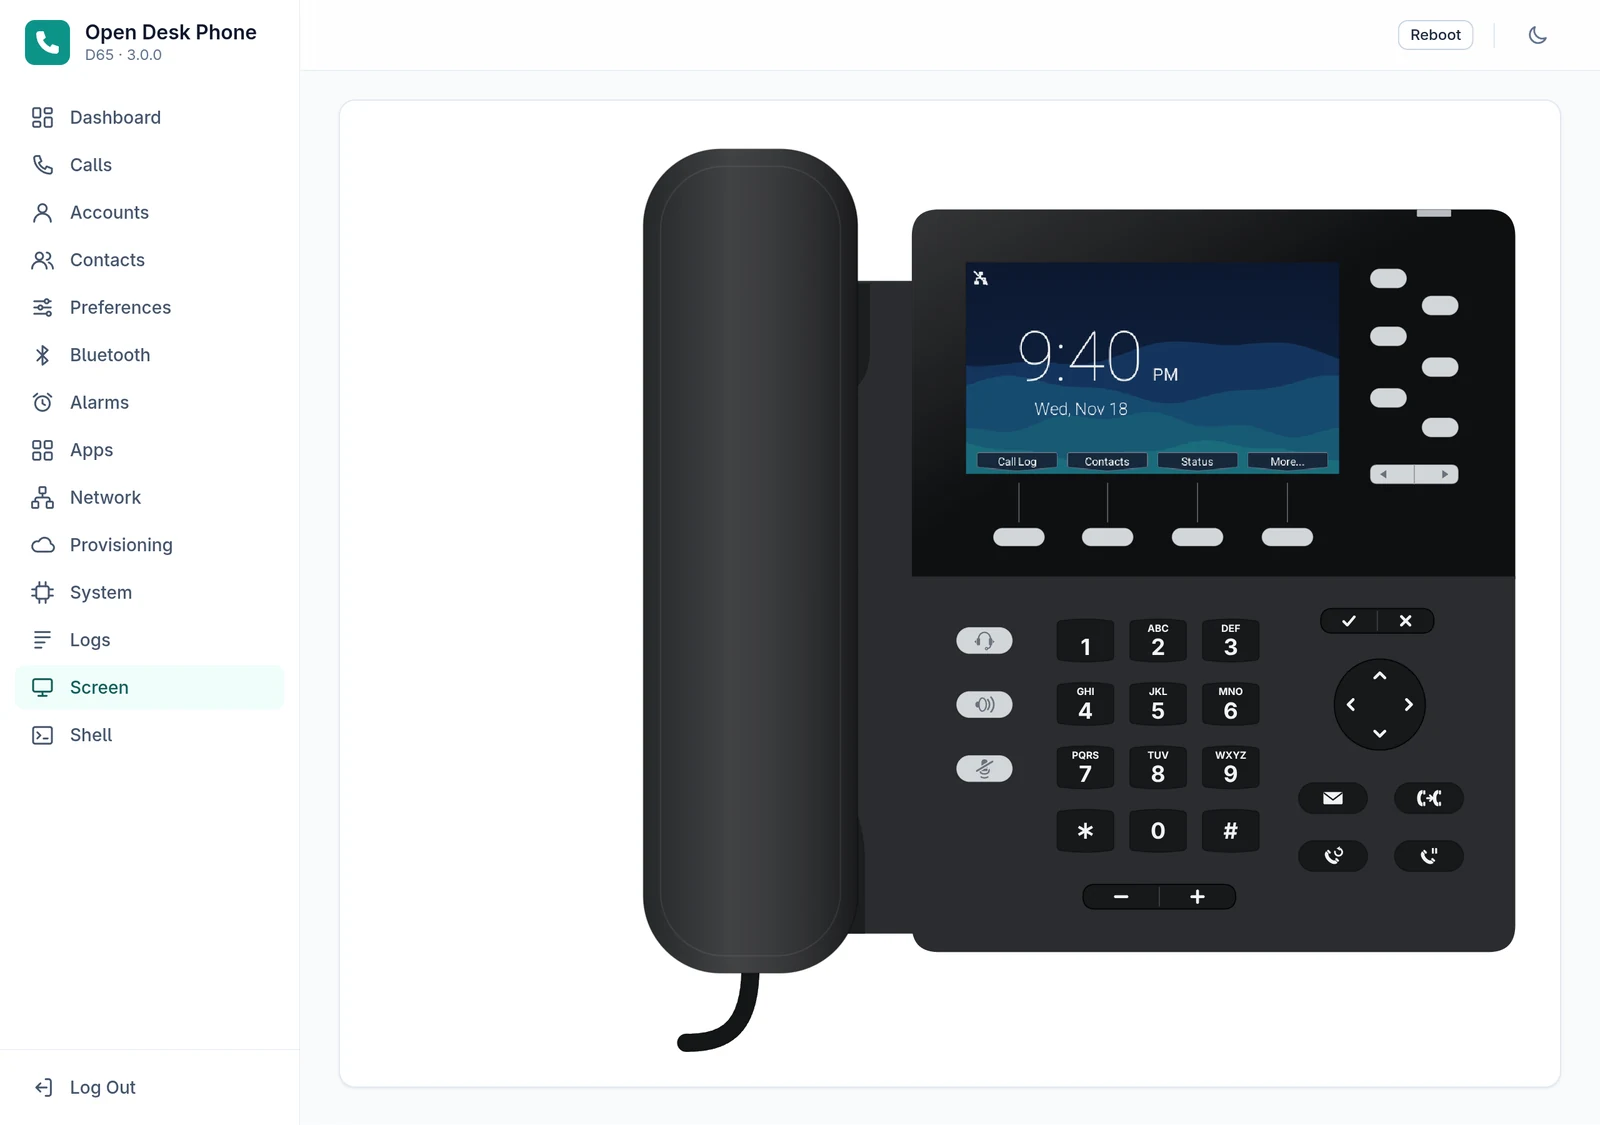 Open Desk Phone
D65 · 3.0.0
Reboot
Dashboard
Calls
Accounts
Contacts
Preferences
Bluetooth
Alarms
Apps
Network
Provisioning
System
Logs
Screen
Shell
Log Out
9:40 PM
Wed, Nov 18
Call Log Contacts Status More...
1 ABC 2 DEF 3
GHI 4 JKL 5 MNO 6
PQRS 7 TUV 8 WXYZ 9
* 0 #
− +